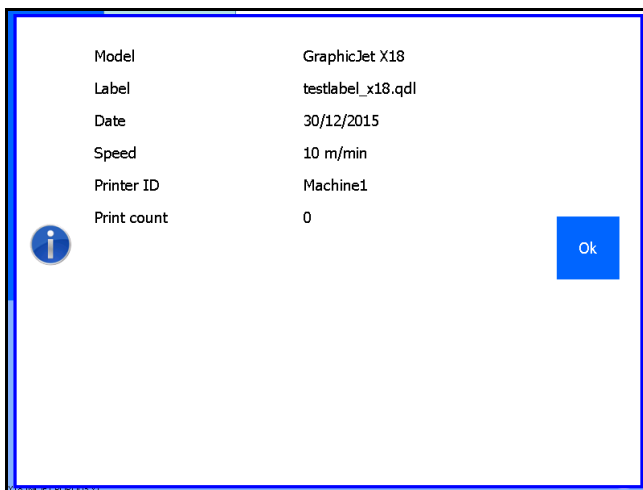 Model GraphicJet X18
Label testlabel_x18.qdl
Date 30/12/2015
Speed 10 m/min
Printer ID Machine1
Print count 0
Ok